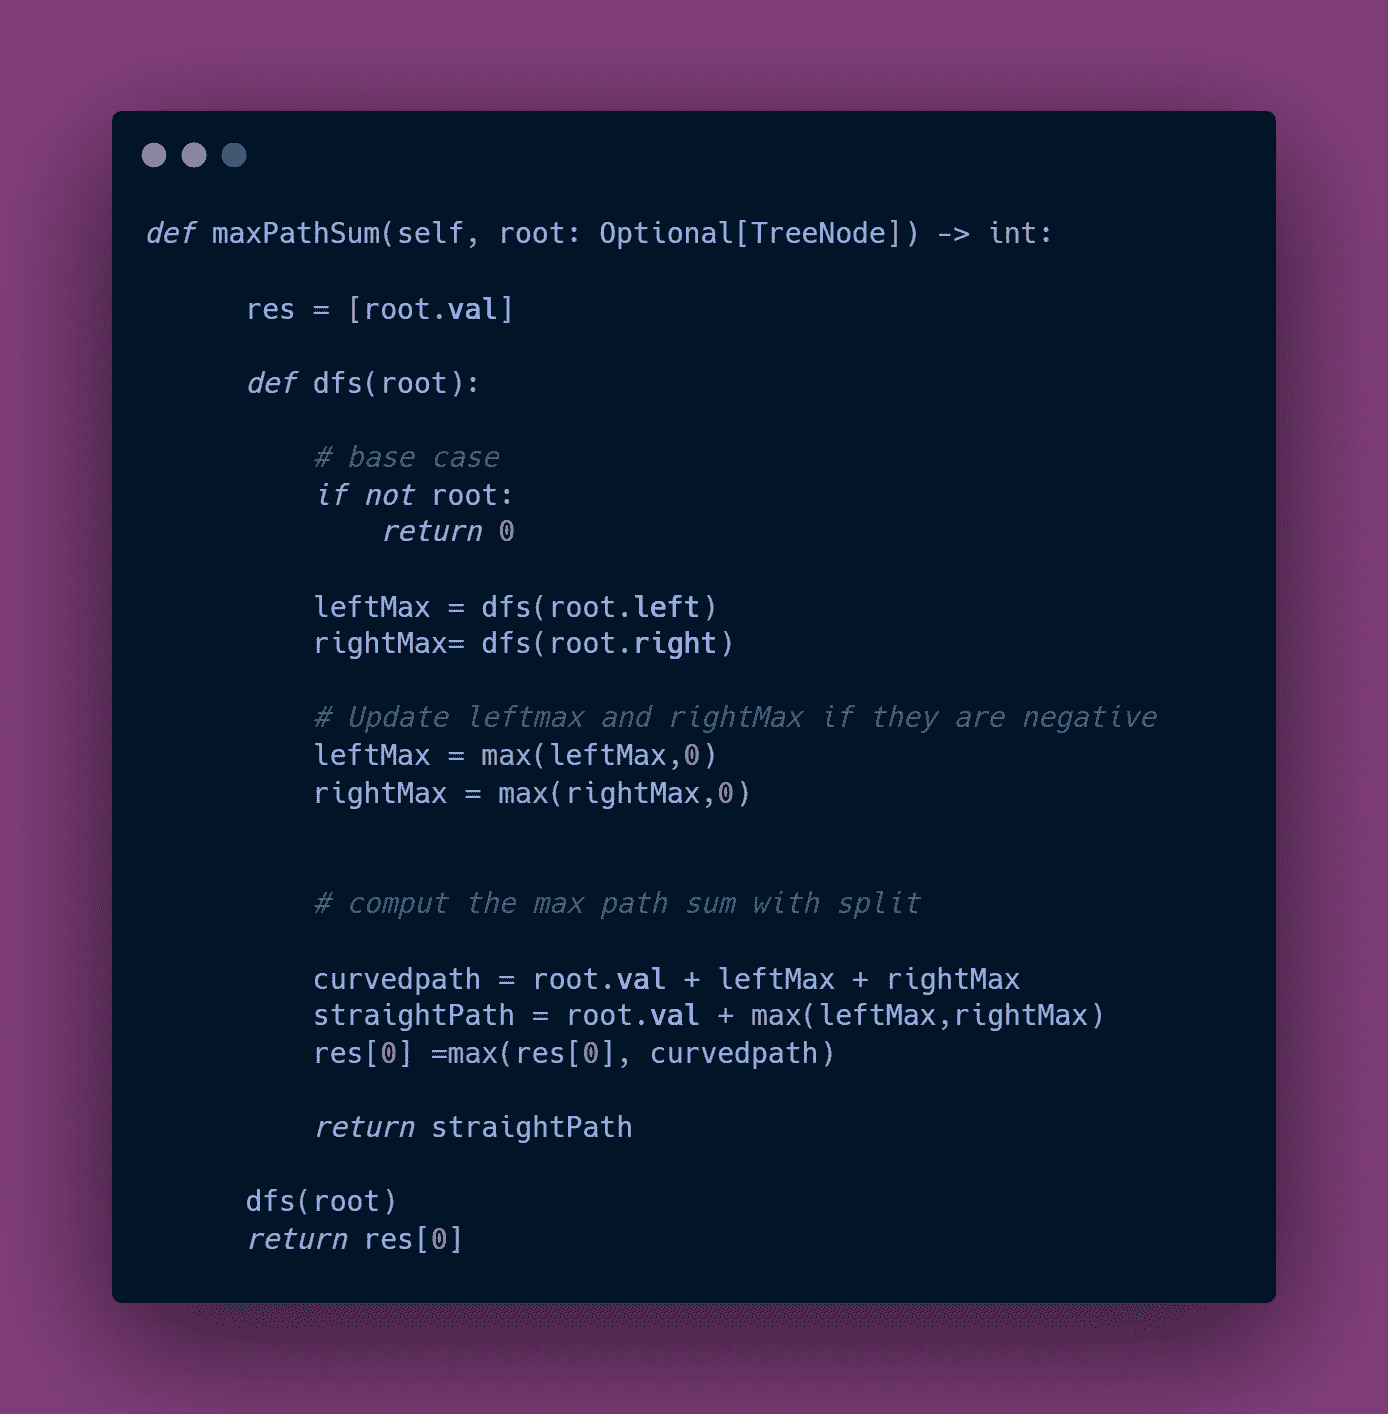 def maxPathSum(self, root: Optional[TreeNode]) -> int:
res = [root.val]
def dfs(root):
# base case
if not root:
return 0
leftMax = dfs(root.left)
rightMax= dfs(root.right)
# Update leftmax and rightMax if they are negative
leftMax = max(leftMax,0)
rightMax = max(rightMax,0)
# comput the max path sum with split
curvedpath = root.val + leftMax + rightMax
straightPath = root.val + max(leftMax,rightMax)
res[0] =max(res[0], curvedpath)
return straightPath
dfs(root)
return res[0]